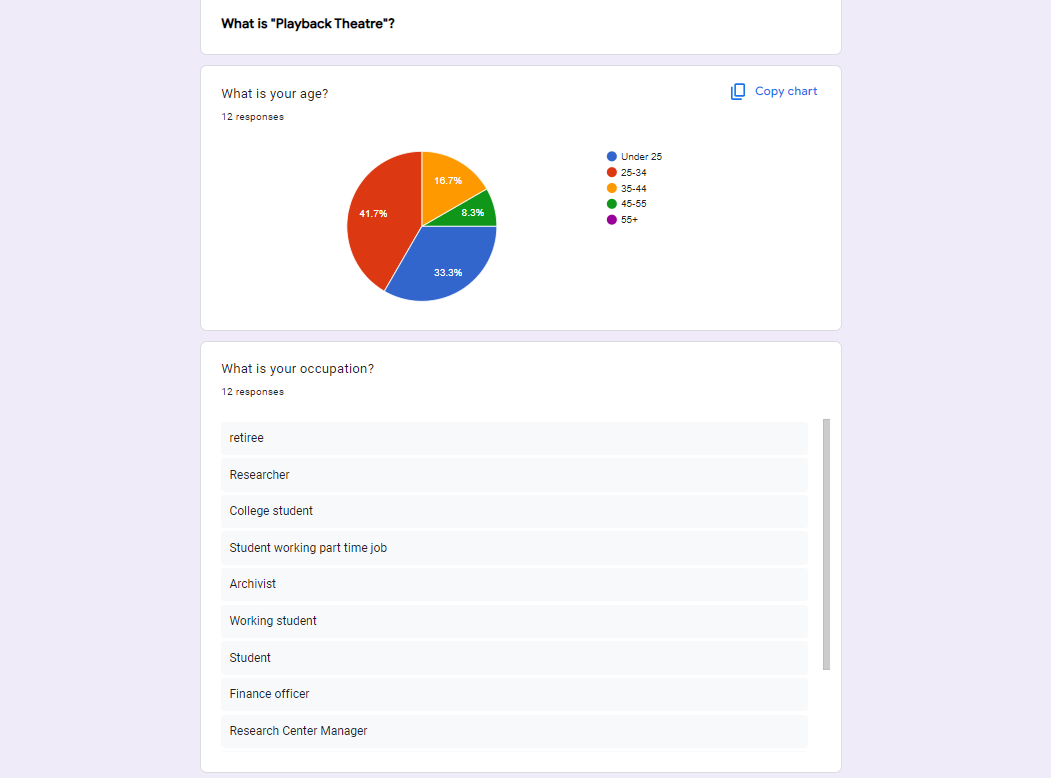 What is "Playback Theatre"?
What is your age?
Copy chart
12 responses
Under 25
25-34
35-44
45-55
55+
16.7%
8.3%
41.7%
33.3%
What is your occupation?
12 responses
retiree
Researcher
College student
Student working part time job
Archivist
Working student
Student
Finance officer
Research Center Manager